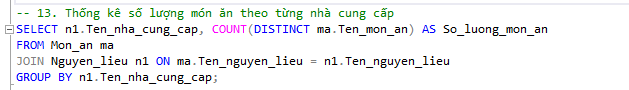 -- 13. Thống kê số lượng món ăn theo từng nhà cung cấp
SELECT n1.Ten_nha_cung_cap, COUNT(DISTINCT ma.Ten_mon_an) AS So_luong_mon_an
FROM Mon_an ma
JOIN Nguyen_lieu n1 ON ma.Ten_nguyen_lieu = n1.Ten_nguyen_lieu
GROUP BY n1.Ten_nha_cung_cap;